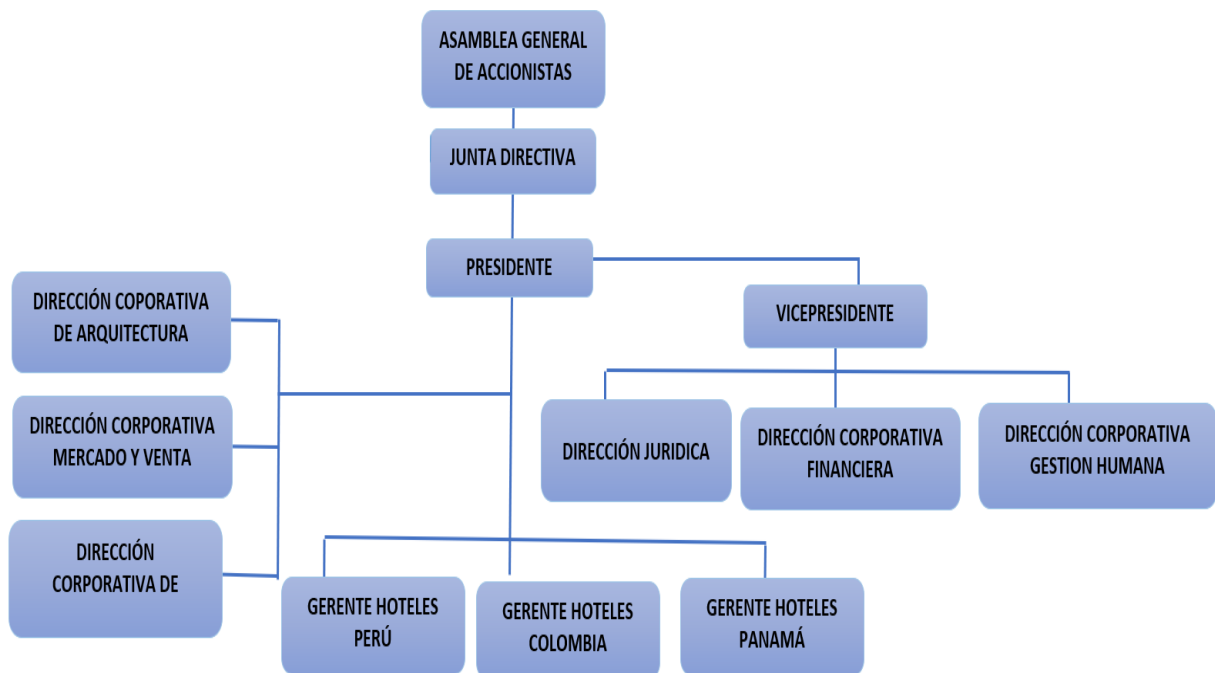 ASAMBLEA GENERAL
DE ACCIONISTAS
JUNTA DIRECTIVA
PRESIDENTE
VICEPRESIDENTE
DIRECCIÓN COPORATIVA
DE ARQUITECTURA
DIRECCIÓN CORPORATIVA
MERCADO Y VENTA
DIRECCIÓN
CORPORATIVA DE
DIRECCIÓN JURIDICA
DIRECCIÓN CORPORATIVA
FINANCIERA
DIRECCIÓN CORPORATIVA
GESTION HUMANA
GERENTE HOTELES
PERÚ
GERENTE HOTELES
COLOMBIA
GERENTE HOTELES
PANAMÁ